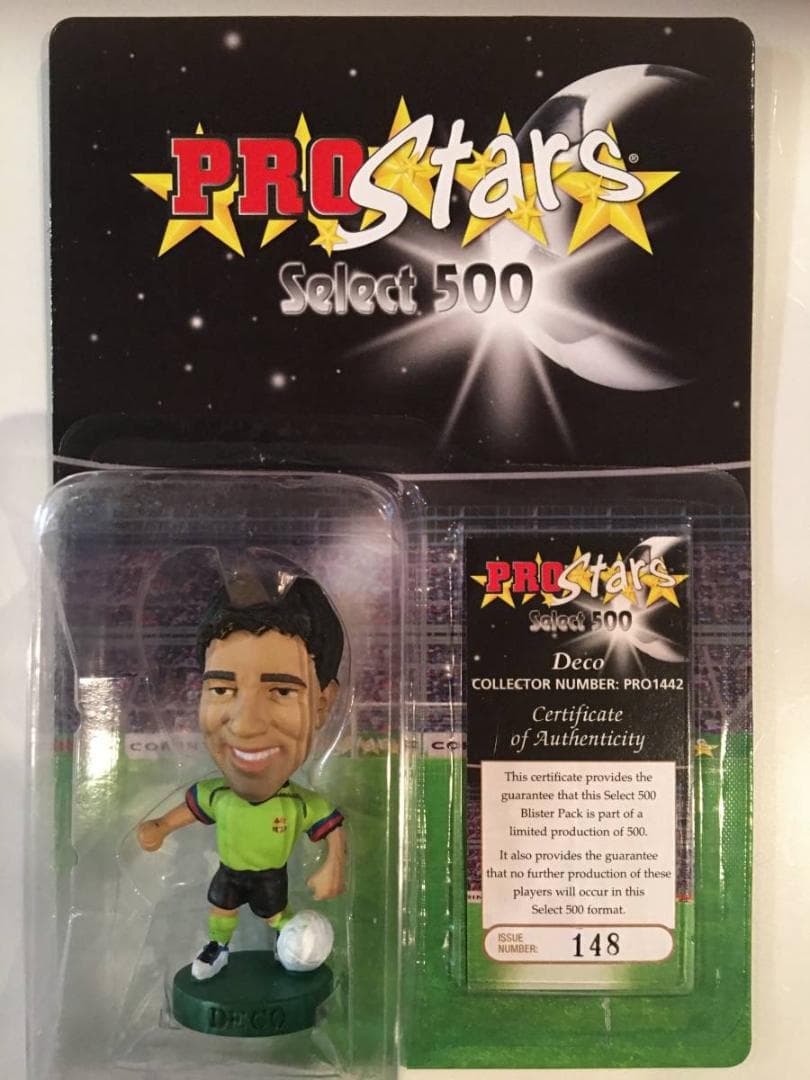 PROStars®
Select 500
PROStars
Select 500
Deco
COLLECTOR NUMBER: PRO1442
Certificate
of Authenticity
This certificate provides the
guarantee that this Select 500
Blister Pack is part of a
limited production of 500.
It also provides the guarantee
that no further production of these
players will occur in this
Select 500 format.
ISSUE
NUMBER: 148
DECO